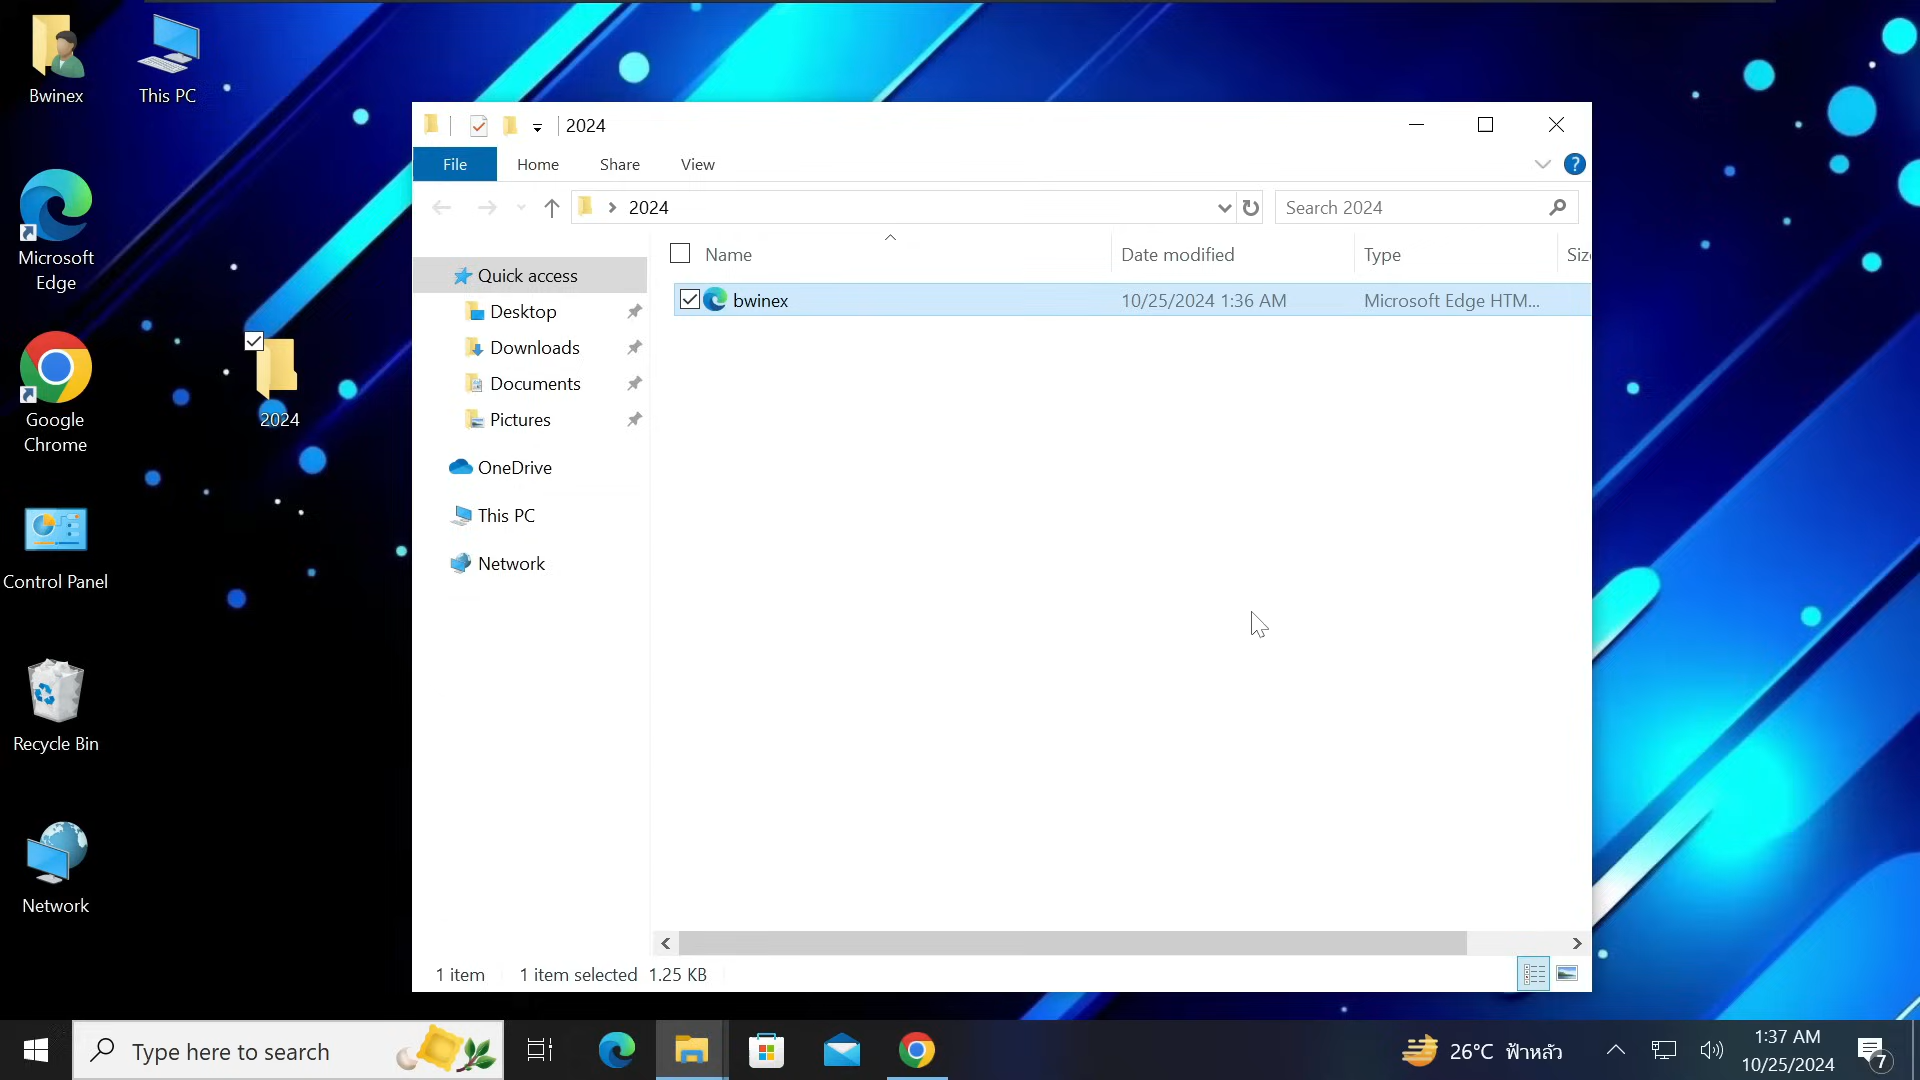 Bwinex
This PC
Microsoft
Edge
Google
Chrome
2024
Control Panel
Recycle Bin
Network
2024
File
Home
Share
View
?
2024
Search 2024
Name
Date modified
Type
Siz
bwinex
10/25/2024 1:36 AM
Microsoft Edge HTM...
Quick access
Desktop
Downloads
Documents
Pictures
OneDrive
This PC
Network
1 item
1 item selected
1.25 KB
Type here to search
26°C ฟ้าหลัว
1:37 AM
10/25/2024
7